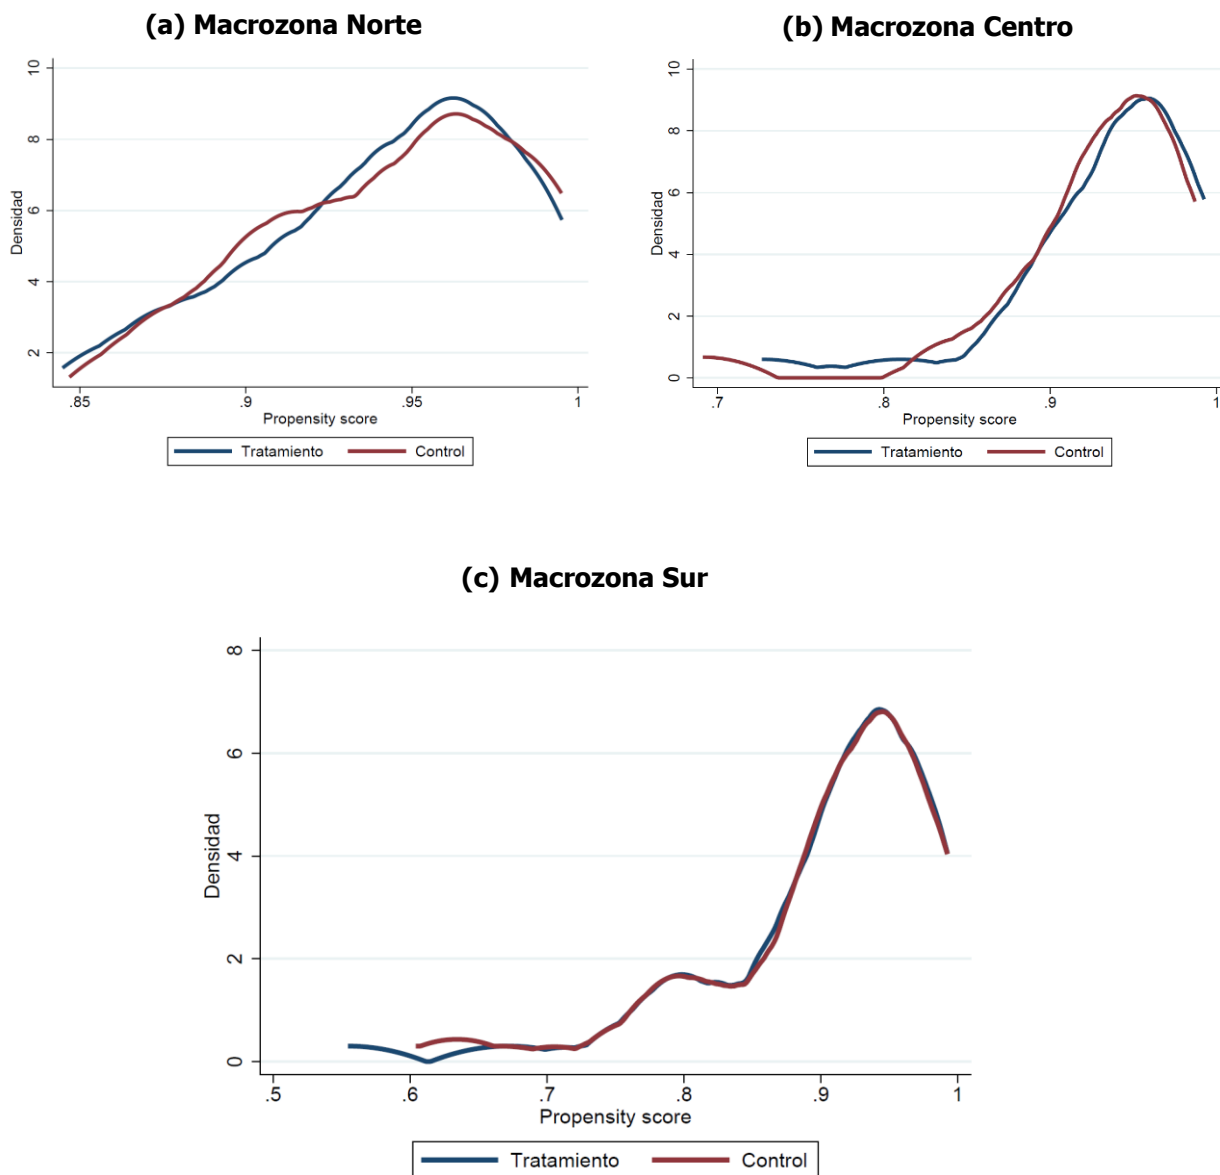 (a) Macrozona Norte
10
8
6
4
2
Densidad
.85 .9 .95 1
Propensity score
Tratamiento Control
(b) Macrozona Centro
10
8
6
4
2
0
Densidad
.7 .8 .9 1
Propensity score
Tratamiento Control
(c) Macrozona Sur
8
6
4
2
0
Densidad
.5 .6 .7 .8 .9 1
Propensity score
Tratamiento Control